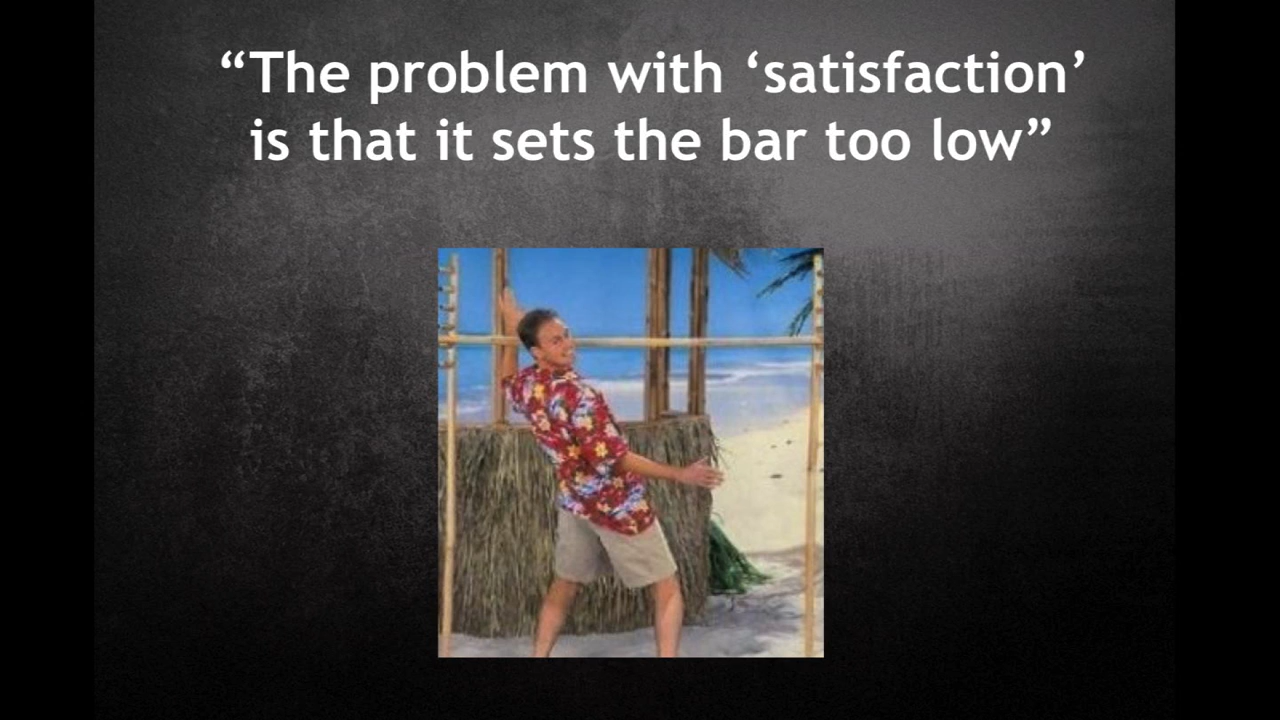 “The problem with ‘satisfaction’
is that it sets the bar too low”